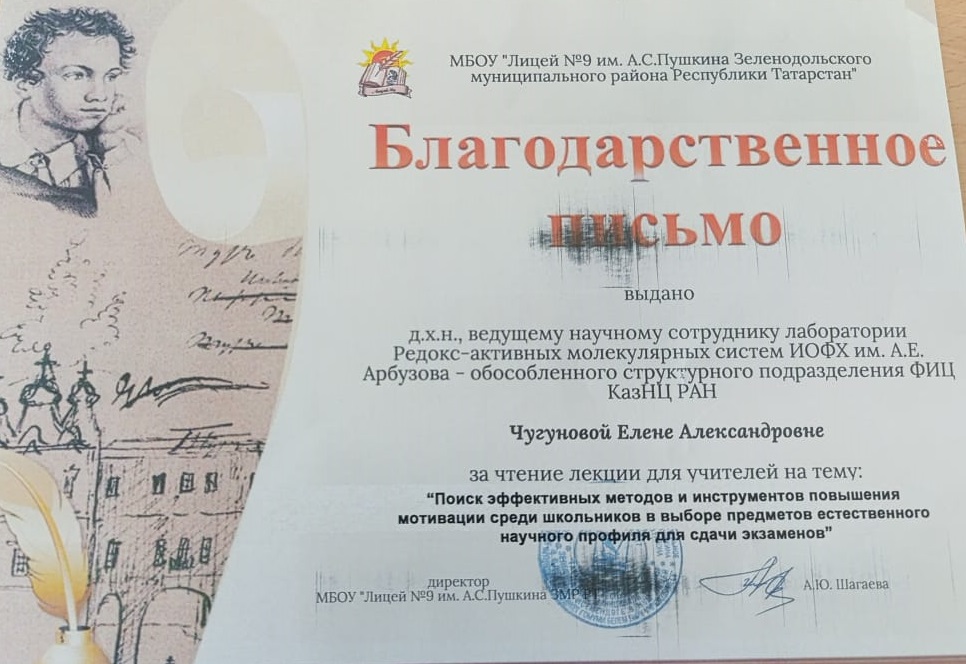 МБОУ "Лицей №9 им. А.С.Пушкина Зеленодольского
муниципального района Республики Татарстан"
Благодарственное
письмо
выдано
д.х.н., ведущему научному сотруднику лаборатории
Редокс-активных молекулярных систем ИОФХ им. А.Е.
Арбузова - обособленного структурного подразделения ФИЦ
КазНЦ РАН
Чугуновой Елене Александровне
за чтение лекции для учителей на тему:
“Поиск эффективных методов и инструментов повышения
мотивации среди школьников в выборе предметов естественного
научного профиля для сдачи экзаменов”
директор
МБОУ "Лицей №9 им. А.С.Пушкина ЗМР РТ
А.Ю. Шагаева